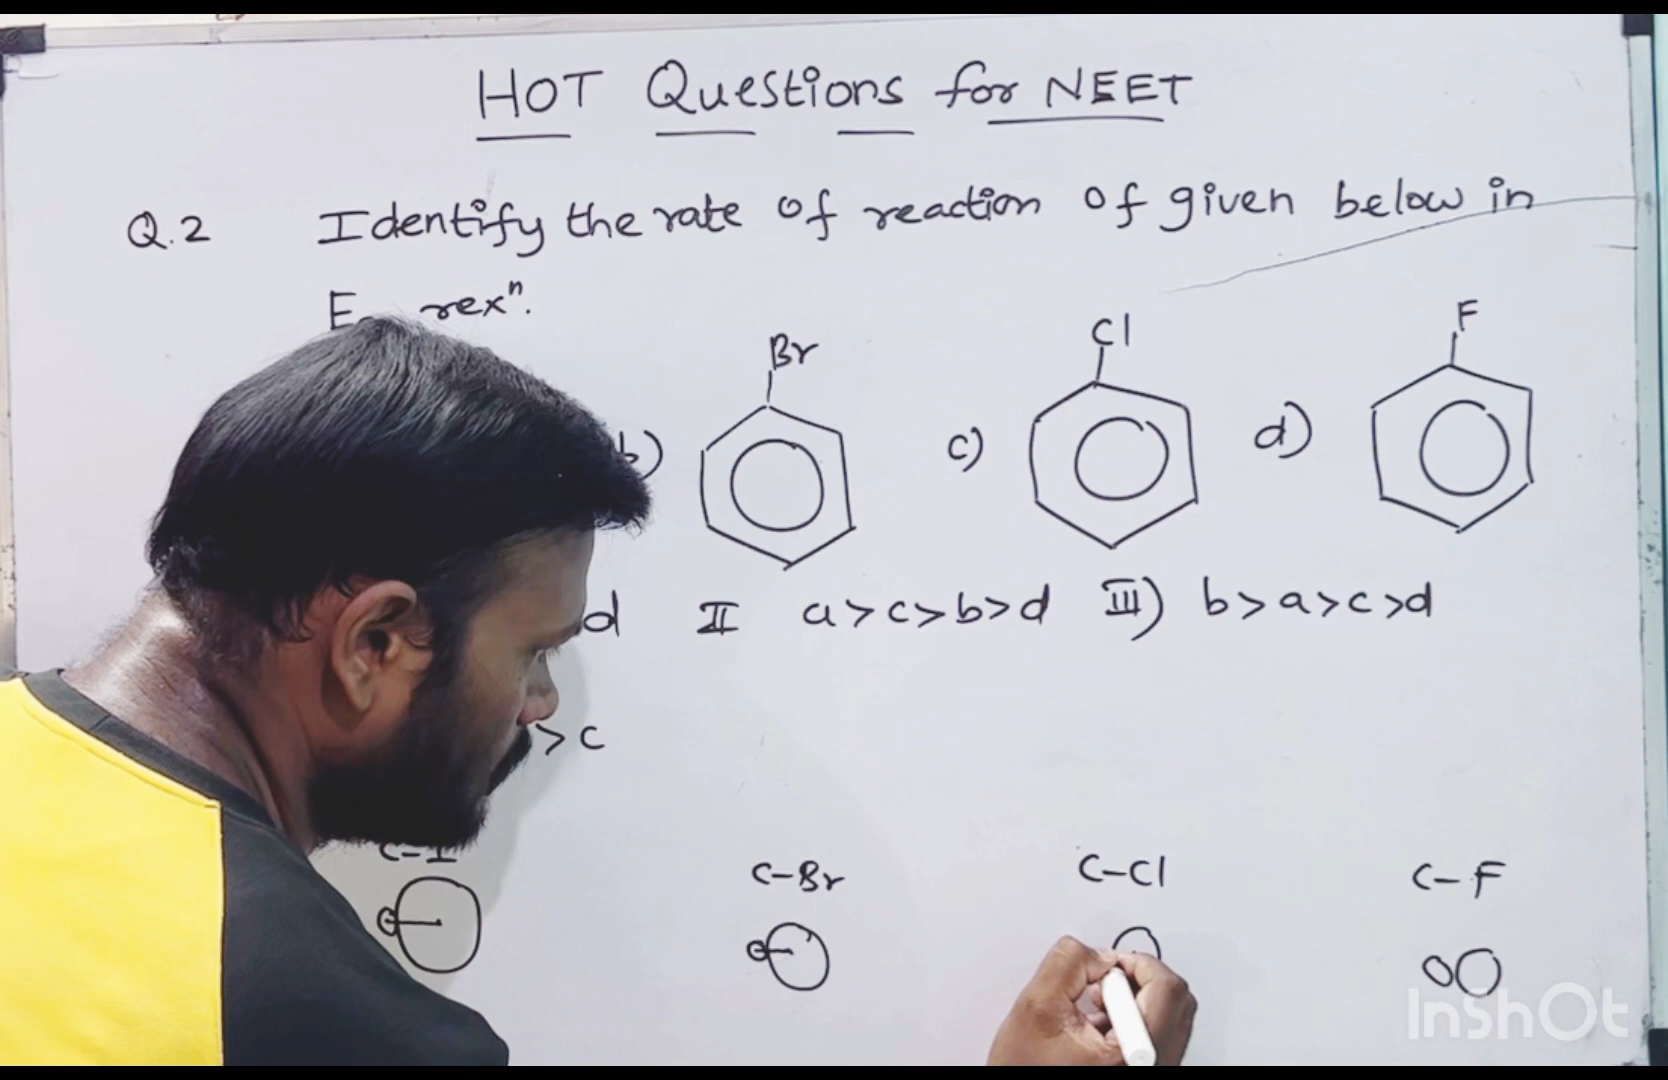 HOT Questions for NEET
Q.2 Identify the rate of reaction of given below in
rexⁿ.
Br
Cl
F
b)
c)
d)
d II a>c>b>d III) b>a>c>d
>c
C-I
C-Br
C-Cl
C-F
InShOt